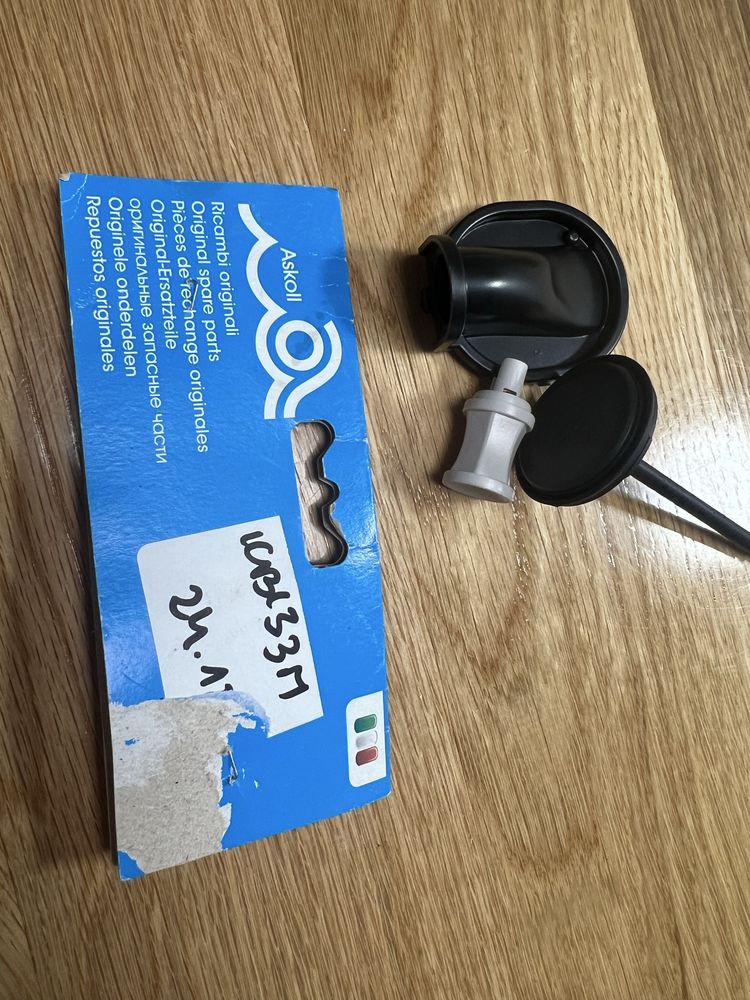 Askoll
Ricambi originali
Original spare parts
Pièces de rechange originales
Original-Ersatzteile
оригинальные запасные части
Originele onderdelen
Repuestos originales